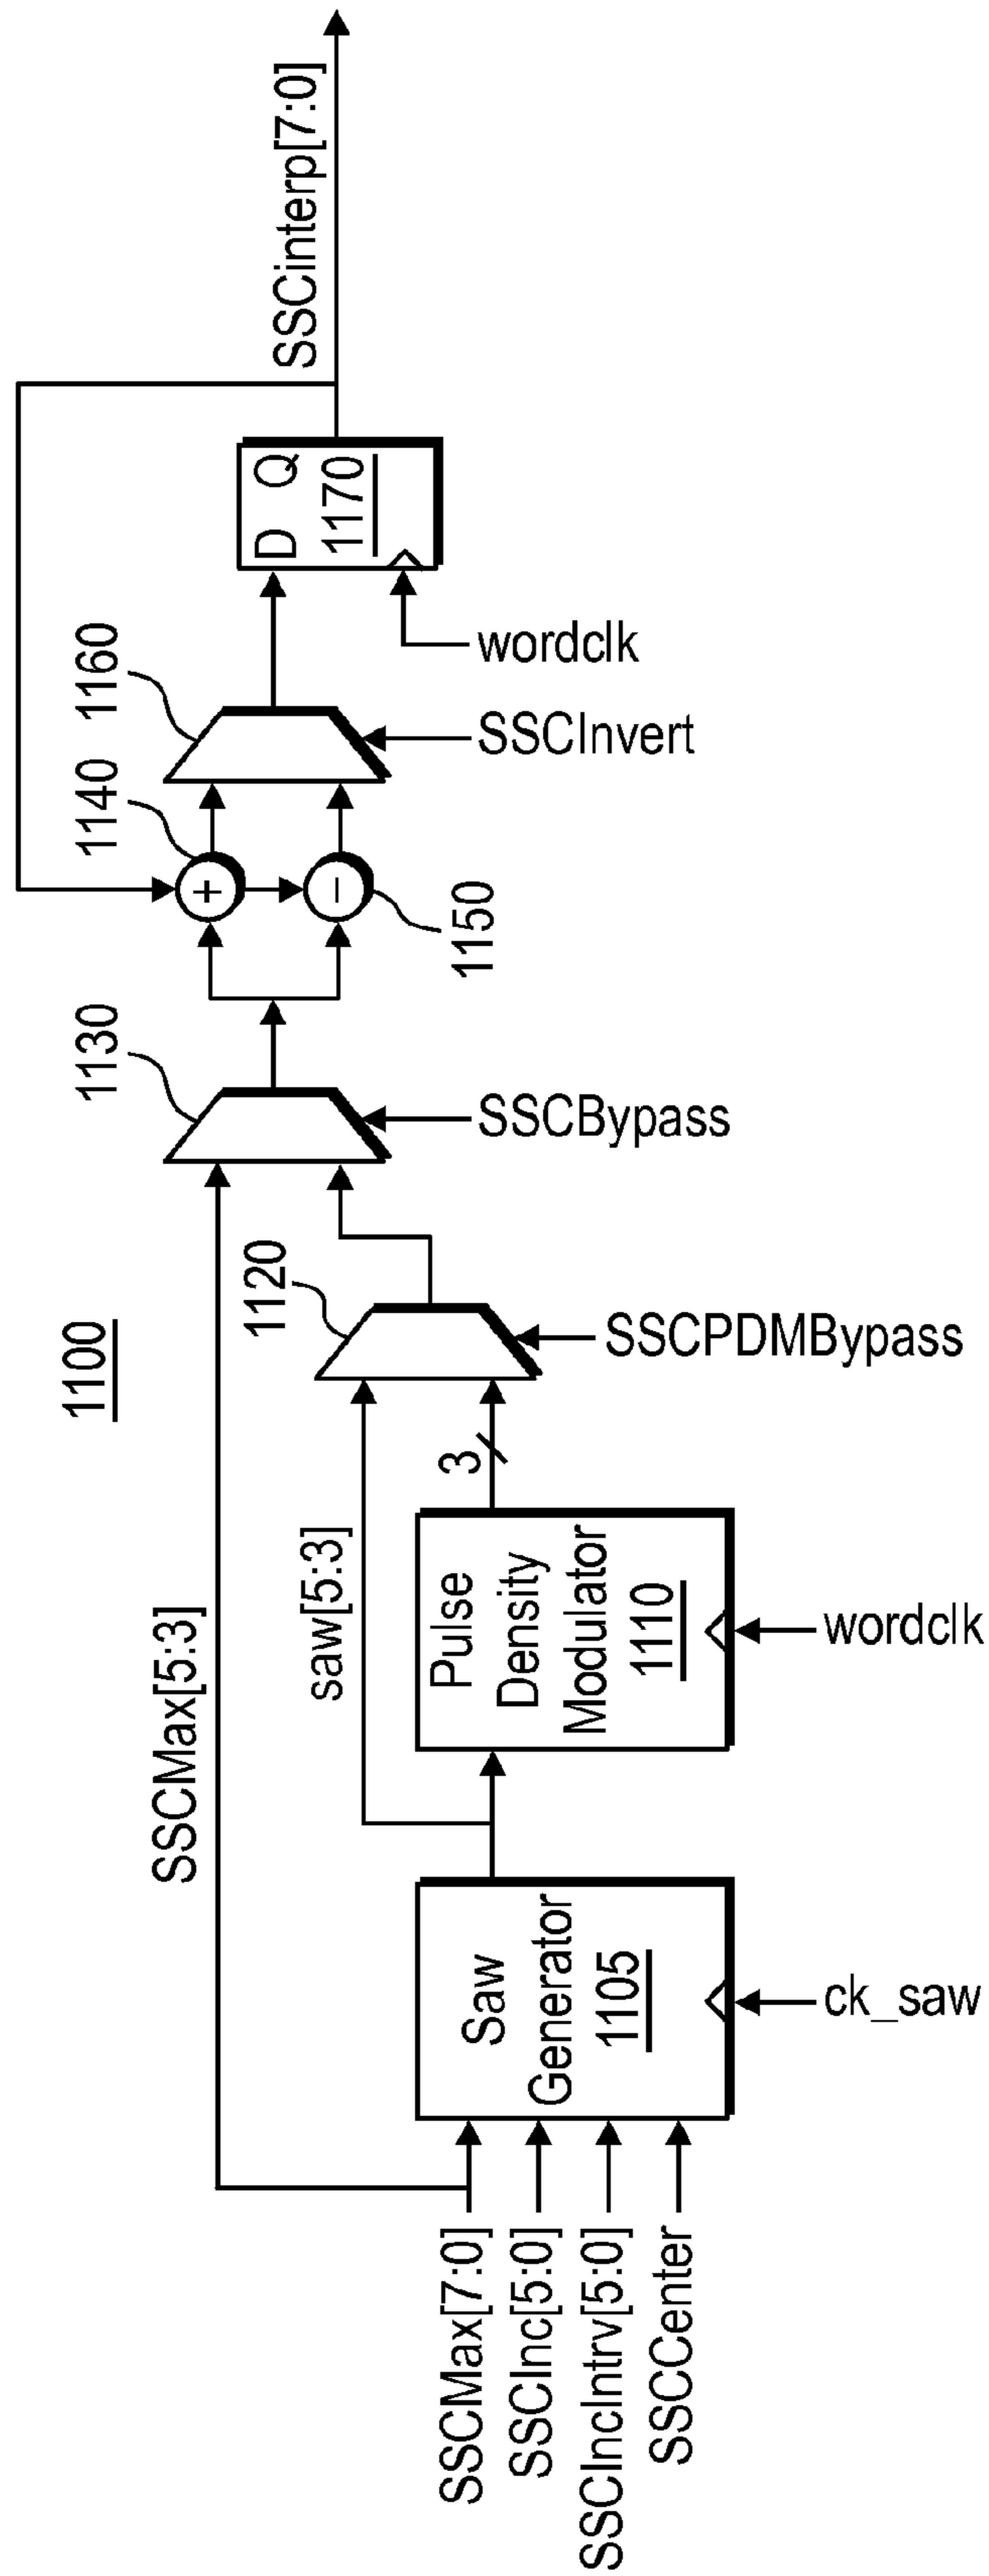 1100
SSCMax[7:0]
SSCInc[5:0]
SSCIncIntrv[5:0]
SSCCenter
Saw
Generator
1105
ck_saw
SSCMax[5:3]
saw[5:3]
Pulse
Density
Modulator
1110
wordclk
3
1120
SSCPDMBypass
1130
SSCBypass
1140
+
-
1150
1160
SSCInvert
wordclk
D Q
1170
SSCinterp[7:0]